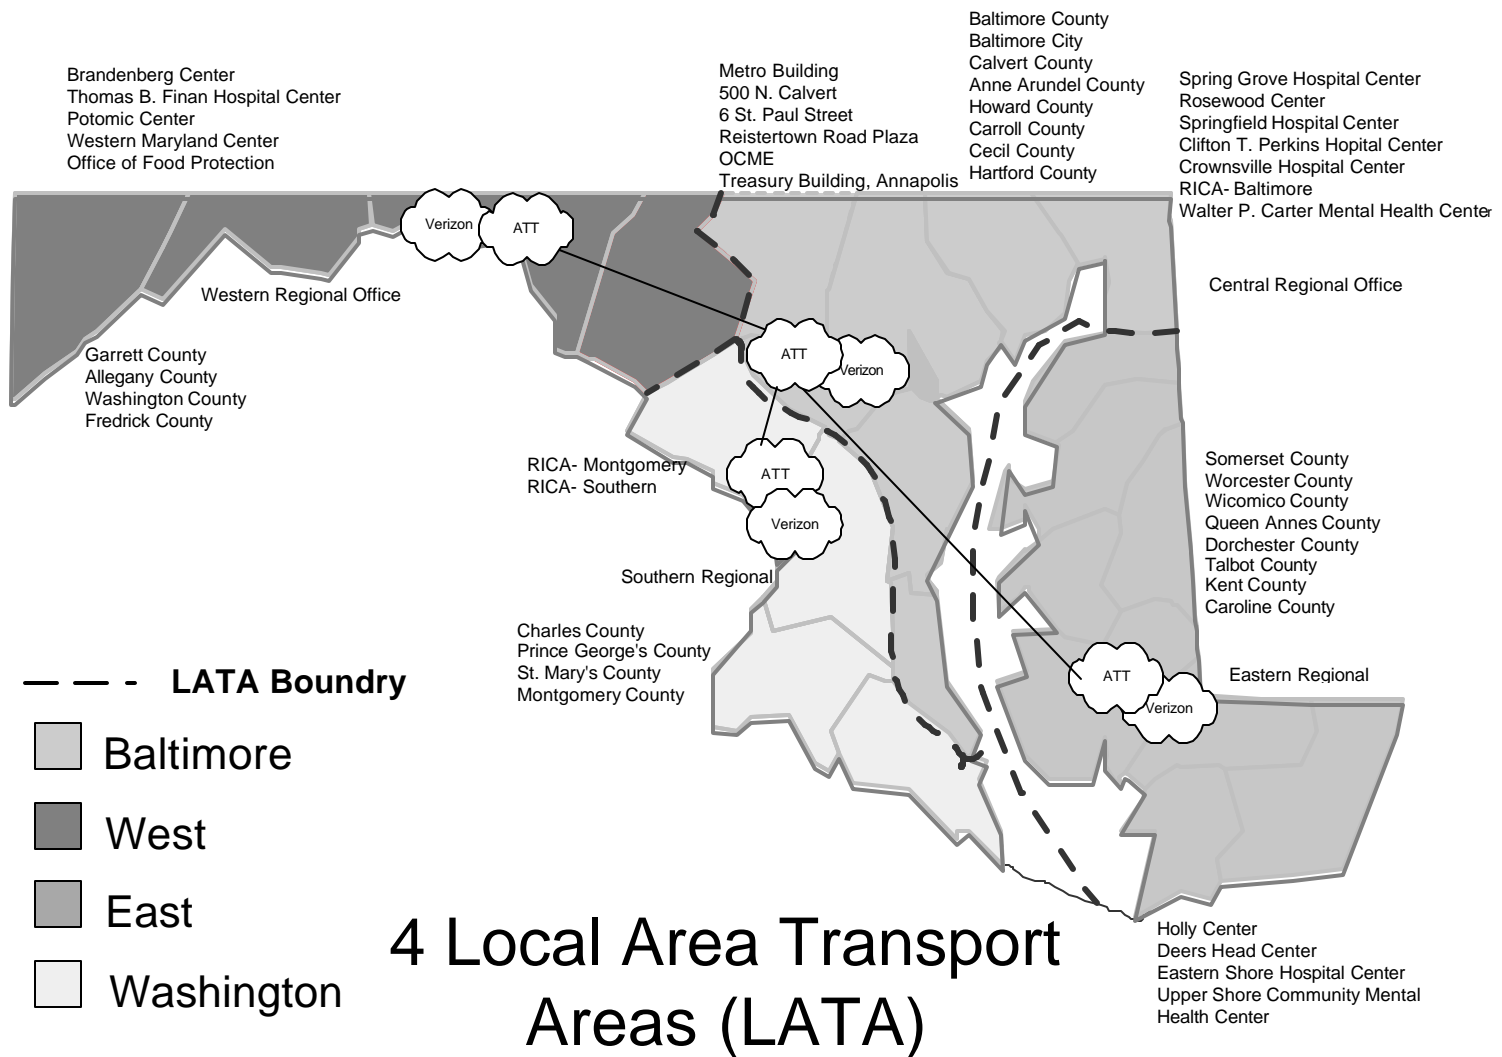 Baltimore County
Baltimore City
Calvert County
Anne Arundel County
Howard County
Carroll County
Cecil County
Hartford County
Brandenberg Center
Thomas B. Finan Hospital Center
Potomic Center
Western Maryland Center
Office of Food Protection
Metro Building
500 N. Calvert
6 St. Paul Street
Reistertown Road Plaza
OCME
Treasury Building, Annapolis
Spring Grove Hospital Center
Rosewood Center
Springfield Hospital Center
Clifton T. Perkins Hopital Center
Crownsville Hospital Center
RICA- Baltimore
Walter P. Carter Mental Health Center
Verizon
ATT
Western Regional Office
Central Regional Office
Garrett County
Allegany County
Washington County
Fredrick County
ATT
Verizon
RICA- Montgomery
RICA- Southern
ATT
Verizon
Somerset County
Worcester County
Wicomico County
Queen Annes County
Dorchester County
Talbot County
Kent County
Caroline County
Southern Regional
Charles County
Prince George's County
St. Mary's County
Montgomery County
Eastern Regional
ATT
Verizon
LATA Boundry
Baltimore
West
East
Washington
4 Local Area Transport
Areas (LATA)
Holly Center
Deers Head Center
Eastern Shore Hospital Center
Upper Shore Community Mental
Health Center